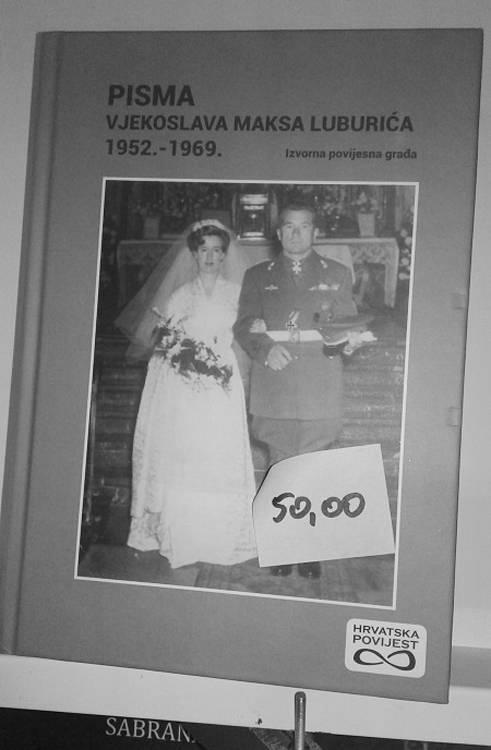 PISMA
VJEKOSLAVA MAKSA LUBURIĆA
1952.-1969.
Izvorna povijesna građa
50,00
HRVATSKA
POVIJEST
SABRAN